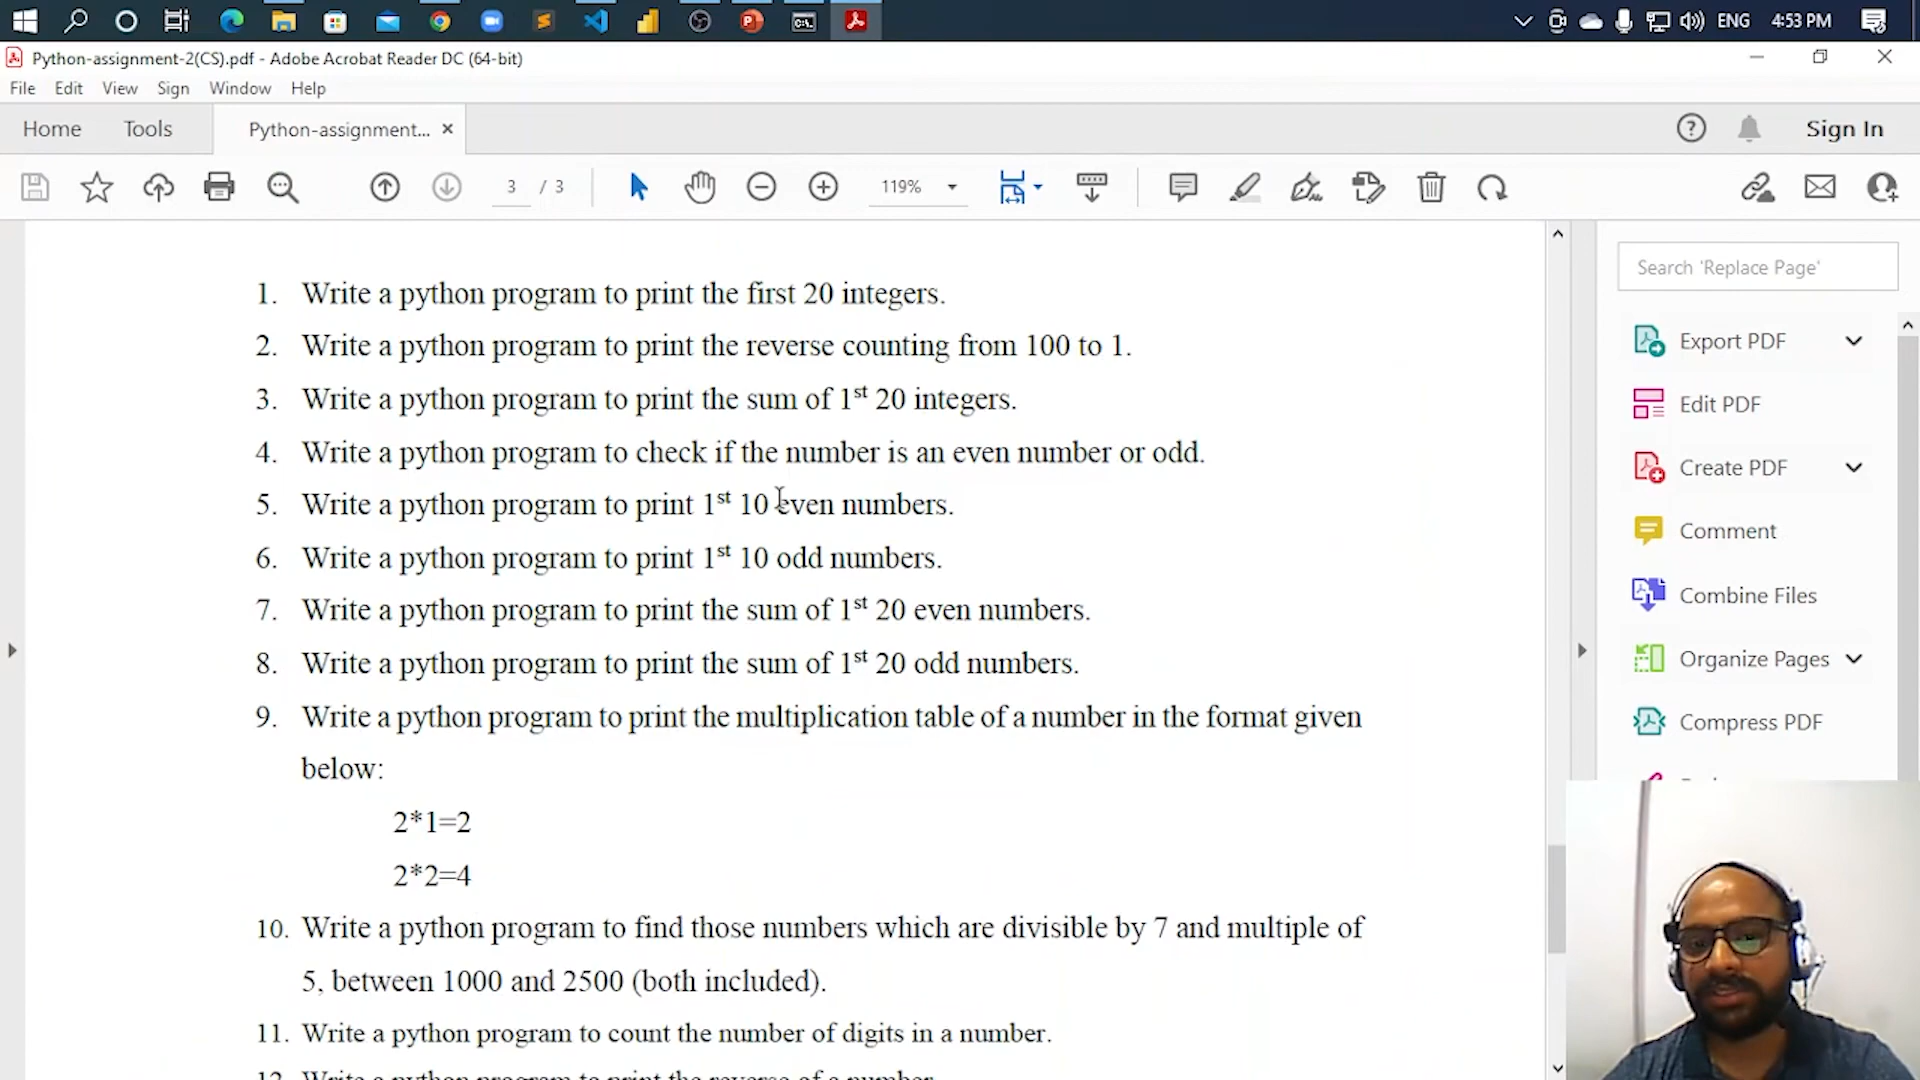 ENG 4:53 PM
Python-assignment-2(CS).pdf - Adobe Acrobat Reader DC (64-bit)
File Edit View Sign Window Help
Home Tools Python-assignment... × Sign In
3 / 3 119%
Search 'Replace Page'
1. Write a python program to print the first 20 integers.
2. Write a python program to print the reverse counting from 100 to 1.
3. Write a python program to print the sum of 1st 20 integers.
4. Write a python program to check if the number is an even number or odd.
5. Write a python program to print 1st 10 even numbers.
6. Write a python program to print 1st 10 odd numbers.
7. Write a python program to print the sum of 1st 20 even numbers.
8. Write a python program to print the sum of 1st 20 odd numbers.
9. Write a python program to print the multiplication table of a number in the format given
below:
2*1=2
2*2=4
10. Write a python program to find those numbers which are divisible by 7 and multiple of
5, between 1000 and 2500 (both included).
11. Write a python program to count the number of digits in a number.
12. Write a python program to print the reverse of a number.
Export PDF
Edit PDF
Create PDF
Comment
Combine Files
Organize Pages
Compress PDF